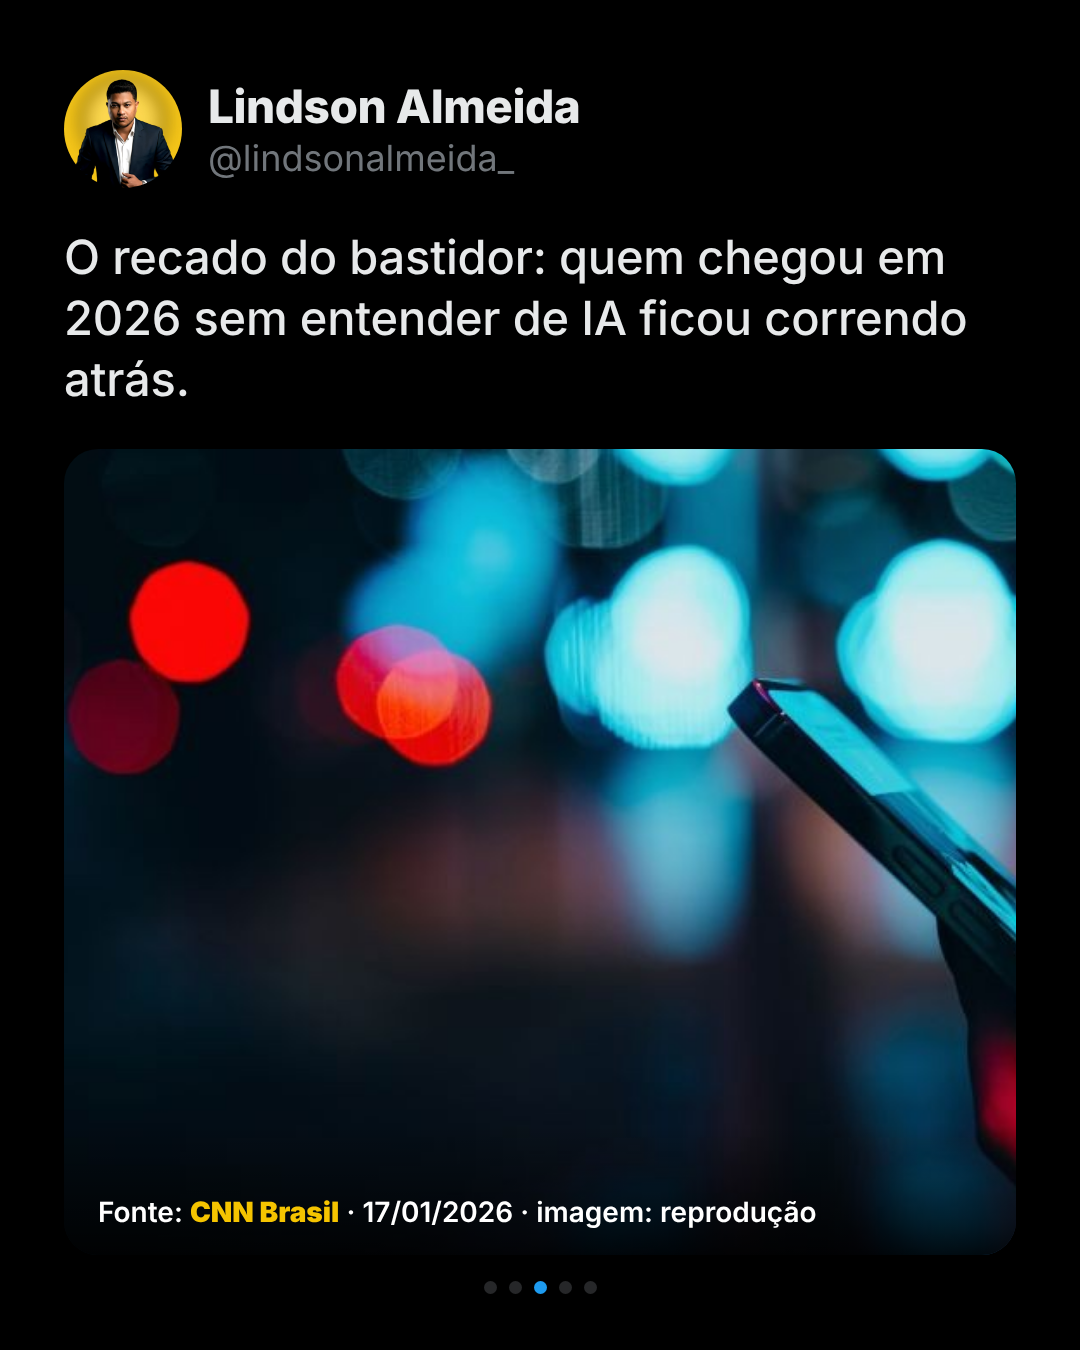 Lindson Almeida
@lindsonalmeida_
O recado do bastidor: quem chegou em
2026 sem entender de IA ficou correndo
atrás.
Fonte: CNN Brasil · 17/01/2026 · imagem: reprodução